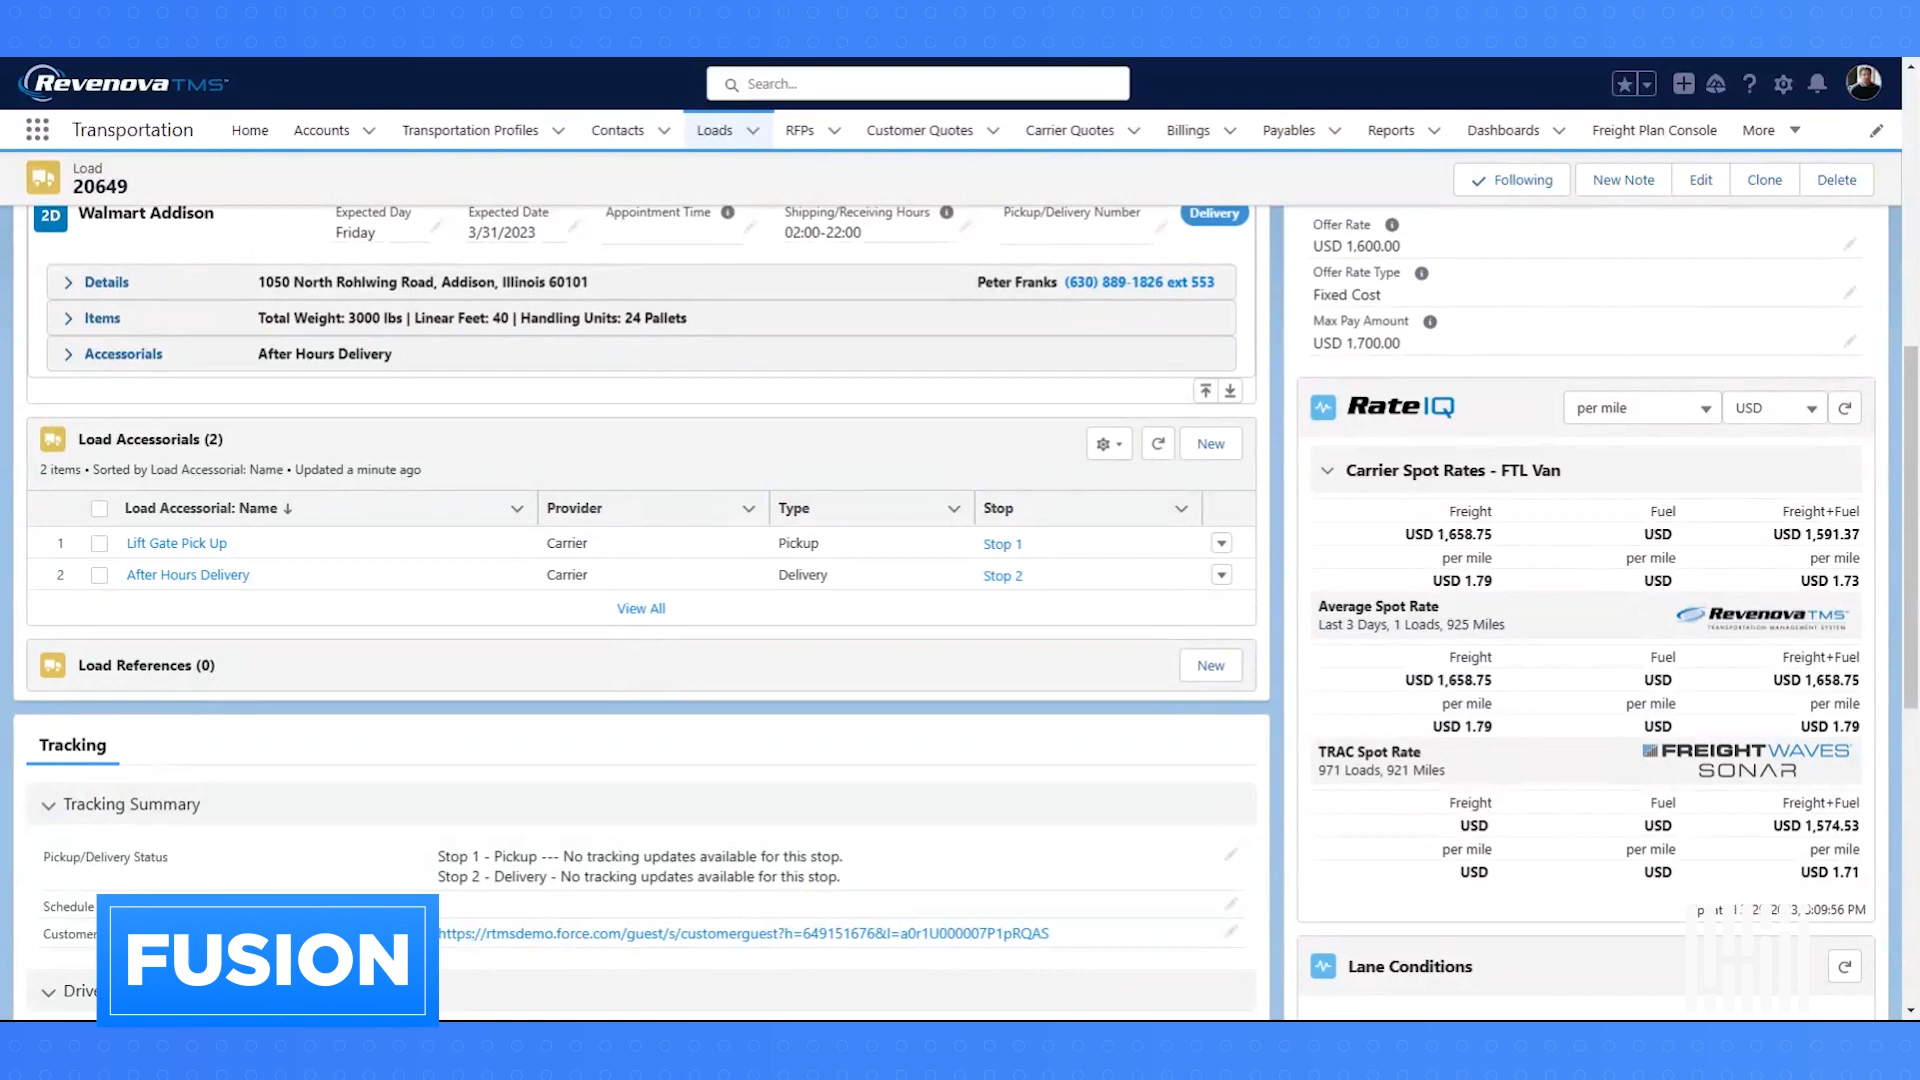 Revenova TMS
Search...
Transportation
Home
Accounts
Transportation Profiles
Contacts
Loads
RFPs
Customer Quotes
Carrier Quotes
Billings
Payables
Reports
Dashboards
Freight Plan Console
More
Load
20649
Following
New Note
Edit
Clone
Delete
2D
Walmart Addison
Expected Day
Friday
Expected Date
3/31/2023
Appointment Time
Shipping/Receiving Hours
02:00-22:00
Pickup/Delivery Number
Delivery
Details
1050 North Rohlwing Road, Addison, Illinois 60101
Peter Franks (630) 889-1826 ext 553
Items
Total Weight: 3000 lbs | Linear Feet: 40 | Handling Units: 24 Pallets
Accessorials
After Hours Delivery
Load Accessorials (2)
2 items • Sorted by Load Accessorial: Name • Updated a minute ago
New
Load Accessorial: Name ↓
Provider
Type
Stop
1 Lift Gate Pick Up Carrier Pickup Stop 1
2 After Hours Delivery Carrier Delivery Stop 2
View All
Load References (0)
New
Tracking
Tracking Summary
Pickup/Delivery Status
Stop 1 - Pickup --- No tracking updates available for this stop.
Stop 2 - Delivery - No tracking updates available for this stop.
Schedule
Customer
https://rtmsdemo.force.com/guest/s/customerguest?h=649151676&l=a0r1U000007P1pRQAS
FUSION
Offer Rate
USD 1,600.00
Offer Rate Type
Fixed Cost
Max Pay Amount
USD 1,700.00
Rate IQ
per mile
USD
Carrier Spot Rates - FTL Van
Freight Fuel Freight+Fuel
USD 1,658.75 USD USD 1,591.37
per mile per mile per mile
USD 1.79 USD USD 1.73
Average Spot Rate
Last 3 Days, 1 Loads, 925 Miles
Revenova TMS
TRANSPORTATION MANAGEMENT SYSTEM
Freight Fuel Freight+Fuel
USD 1,658.75 USD USD 1,658.75
per mile per mile per mile
USD 1.79 USD USD 1.79
TRAC Spot Rate
971 Loads, 921 Miles
FREIGHTWAVES
SONAR
Freight Fuel Freight+Fuel
USD USD USD 1,574.53
per mile per mile per mile
USD USD USD 1.71
PM
Lane Conditions